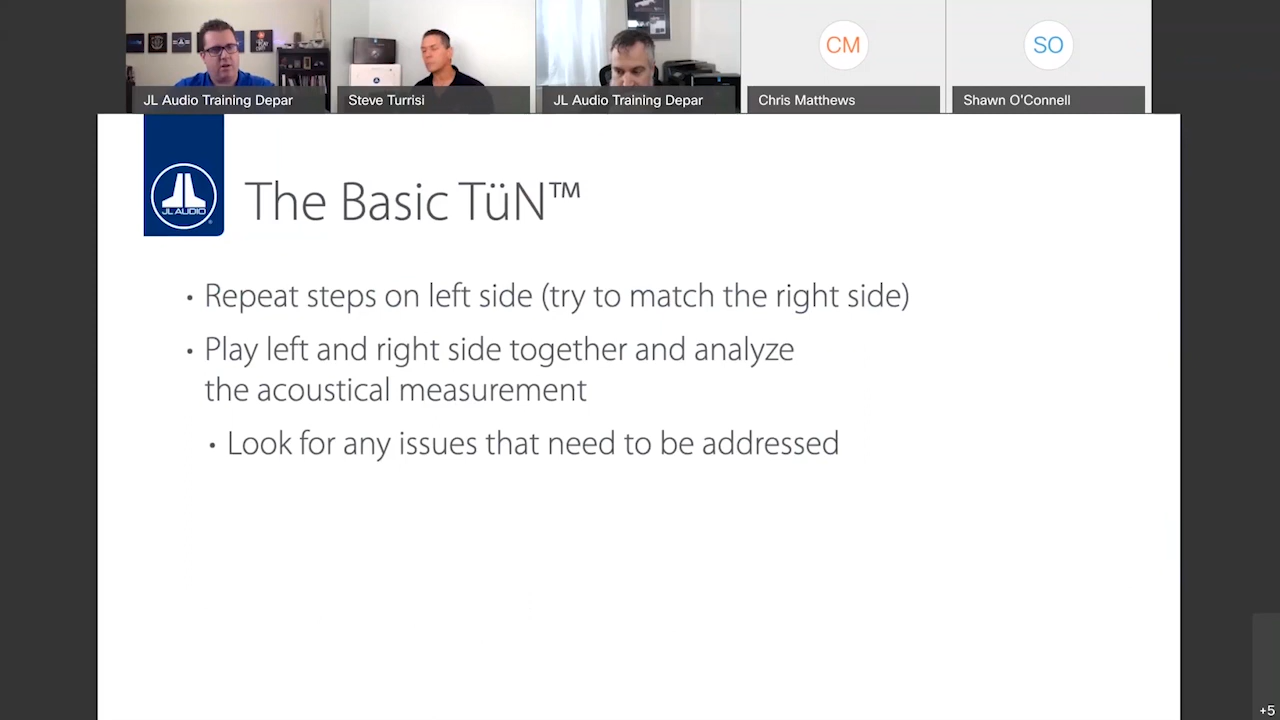 CM
SO
JL Audio Training Depar
Steve Turrisi
JL Audio Training Depar
Chris Matthews
Shawn O'Connell
JL AUDIO®
The Basic TüN™
• Repeat steps on left side (try to match the right side)
• Play left and right side together and analyze
the acoustical measurement
• Look for any issues that need to be addressed
+5